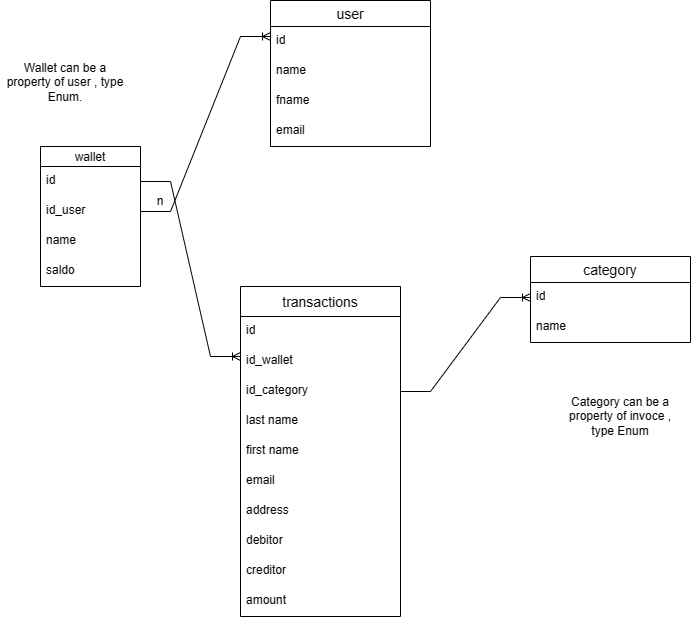 user
id
name
fname
email
Wallet can be a
property of user , type
Enum.
wallet
id
id_user
name
saldo
n
transactions
id
id_wallet
id_category
last name
first name
email
address
debitor
creditor
amount
category
id
name
Category can be a
property of invoce ,
type Enum